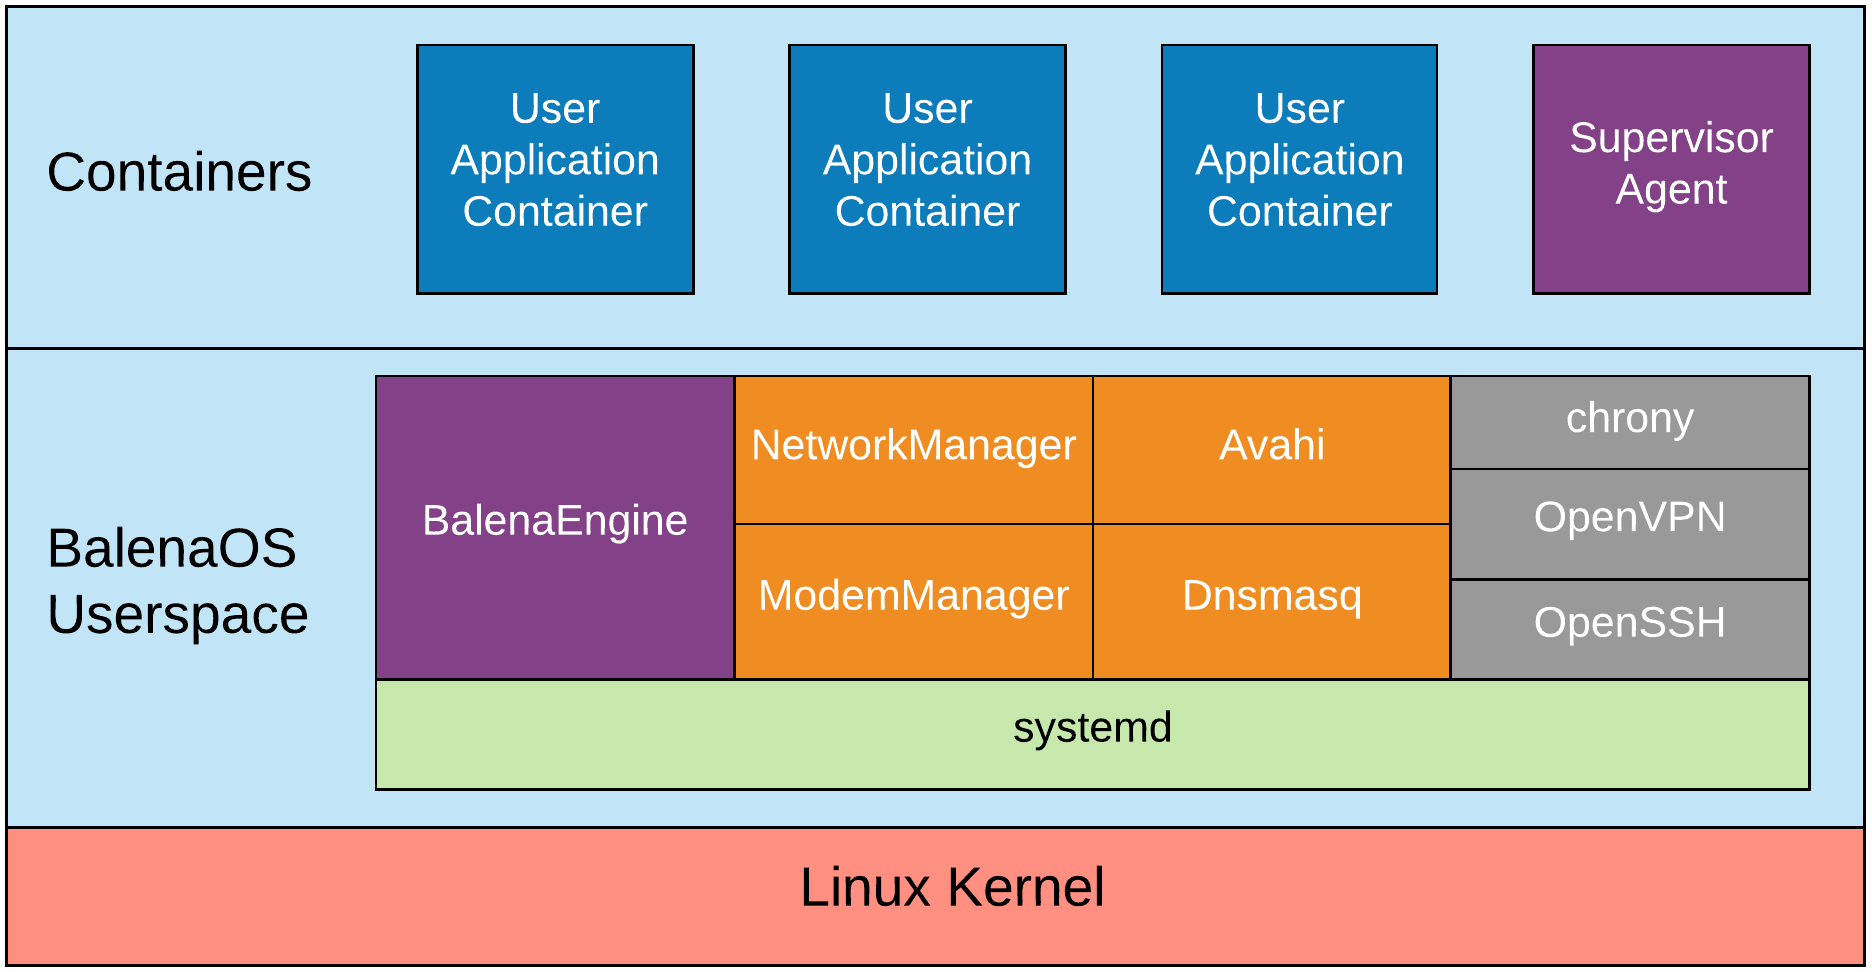 Containers
User
Application
Container
User
Application
Container
User
Application
Container
Supervisor
Agent
BalenaOS
Userspace
BalenaEngine
NetworkManager
ModemManager
Avahi
Dnsmasq
chrony
OpenVPN
OpenSSH
systemd
Linux Kernel